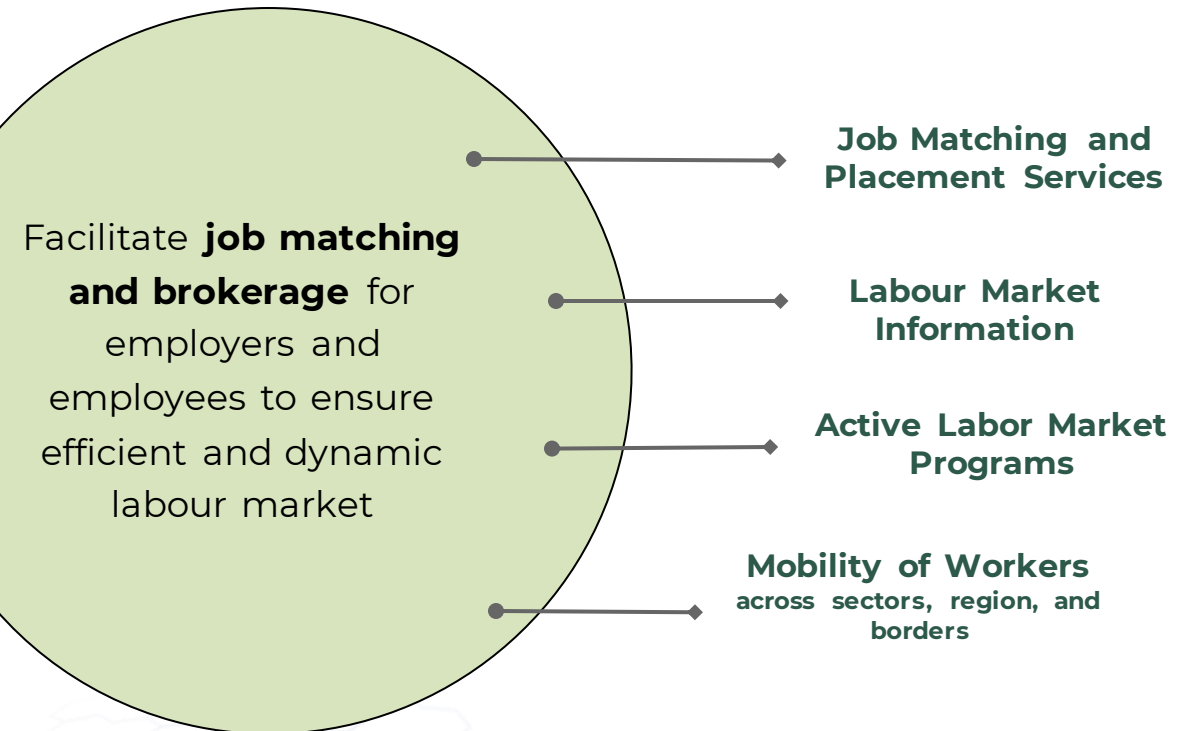 Facilitate job matching
and brokerage for
employers and
employees to ensure
efficient and dynamic
labour market
Job Matching and
Placement Services
Labour Market
Information
Active Labor Market
Programs
Mobility of Workers
across sectors, region, and
borders